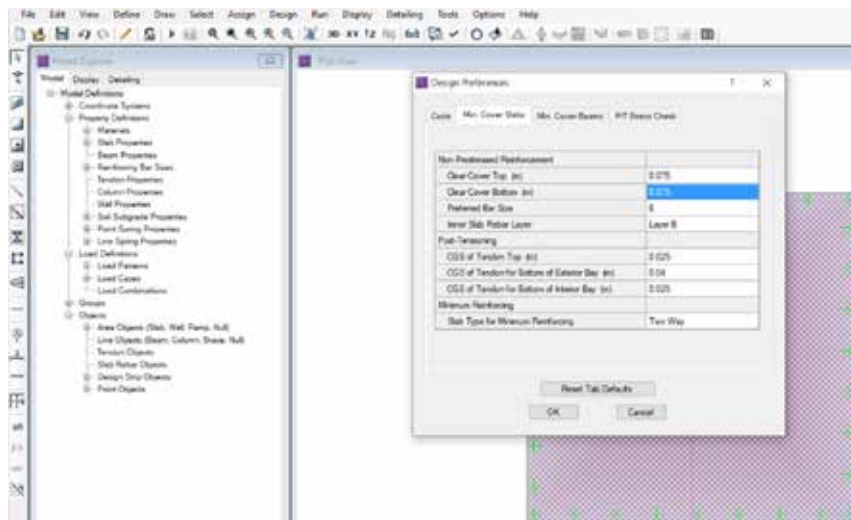 File Edit View Define Draw Select Assign Design Run Display Detailing Tools Options Help
Model Explorer
Plan View
Model Display Detailing
Model Definitions
Coordinate Systems
Property Definitions
Materials
Slab Properties
Beam Properties
Reinforcing Bar Sizes
Tendon Properties
Column Properties
Wall Properties
Soil Subgrade Properties
Point Spring Properties
Line Spring Properties
Load Definitions
Load Patterns
Load Cases
Load Combinations
Groups
Objects
Area Objects (Slab, Wall, Ramp, Null)
Line Objects (Beam, Column, Brace, Null)
Tendon Objects
Slab Rebar Objects
Design Strip Objects
Point Objects
Design Preferences ? ×
Code Min. Cover Slabs Min. Cover Beams P/T Stress Check
Non-Prestressed Reinforcement
Clear Cover Top (m) 0.075
Clear Cover Bottom (m) 0.075
Preferred Bar Size 6
Inner Slab Rebar Layer Layer B
Post-Tensioning
CGS of Tendon Top (m) 0.025
CGS of Tendon for Bottom of Exterior Bay (m) 0.04
CGS of Tendon for Bottom of Interior Bay (m) 0.025
Minimum Reinforcing
Slab Type for Minimum Reinforcing Two Way
Reset Tab Defaults
OK Cancel